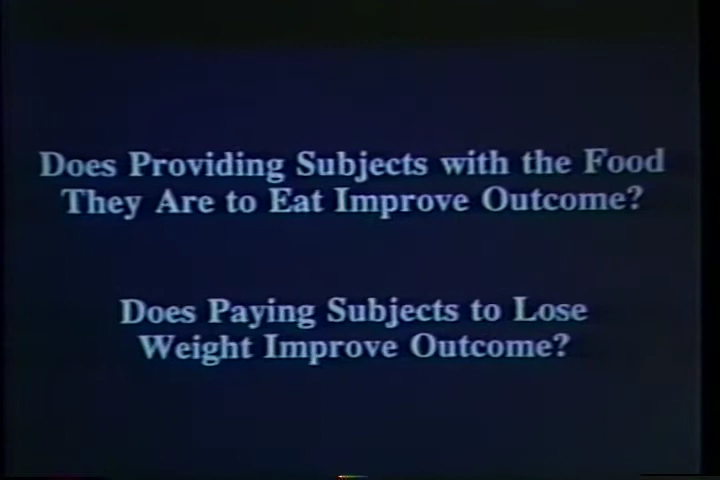 Does Providing Subjects with the Food
They Are to Eat Improve Outcome?
Does Paying Subjects to Lose
Weight Improve Outcome?